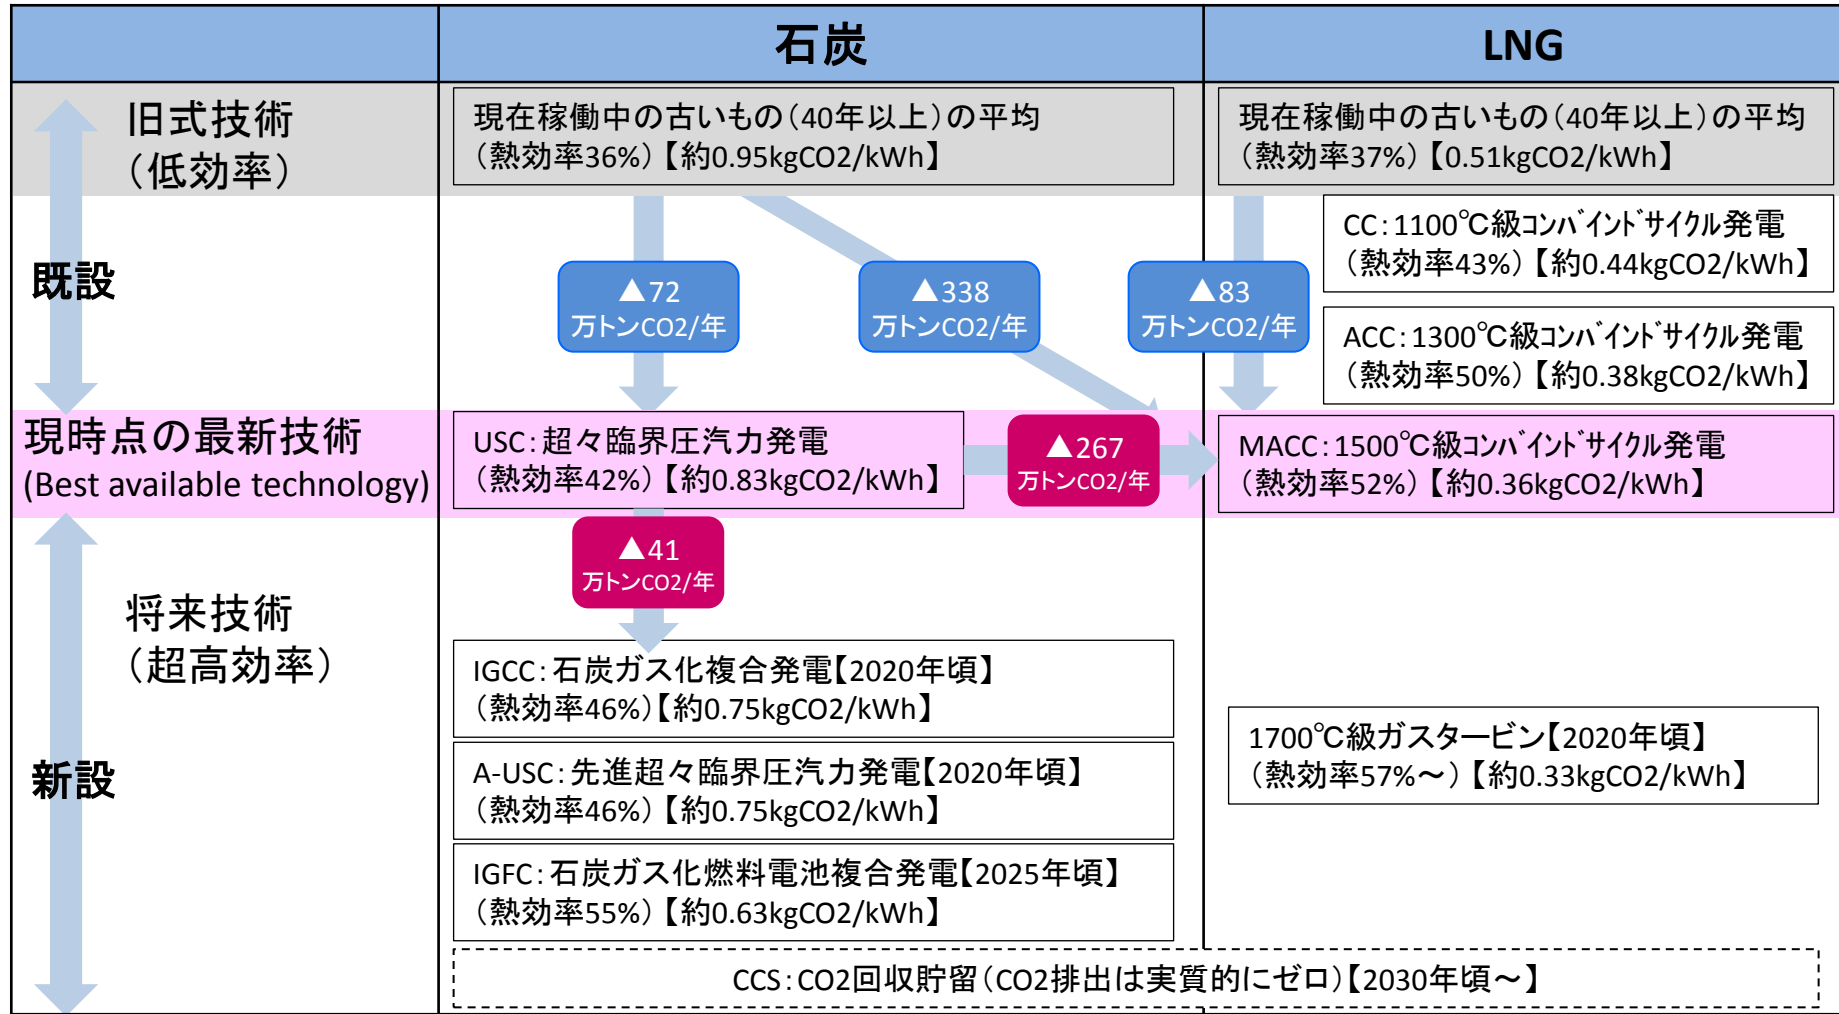 石炭
LNG
旧式技術
（低効率）
現在稼働中の古いもの（40年以上）の平均
（熱効率36%）【約0.95kgCO2/kWh】
現在稼働中の古いもの（40年以上）の平均
（熱効率37%）【0.51kgCO2/kWh】
既設
▲72
万トンCO2/年
▲338
万トンCO2/年
▲83
万トンCO2/年
CC：1100℃級ｺﾝﾊﾞｲﾝﾄﾞｻｲｸﾙ発電
（熱効率43%）【約0.44kgCO2/kWh】
ACC：1300℃級ｺﾝﾊﾞｲﾝﾄﾞｻｲｸﾙ発電
（熱効率50%）【約0.38kgCO2/kWh】
現時点の最新技術
(Best available technology)
USC：超々臨界圧汽力発電
（熱効率42%）【約0.83kgCO2/kWh】
▲267
万トンCO2/年
MACC：1500℃級ｺﾝﾊﾞｲﾝﾄﾞｻｲｸﾙ発電
（熱効率52%）【約0.36kgCO2/kWh】
▲41
万トンCO2/年
将来技術
（超高効率）
新設
IGCC：石炭ガス化複合発電【2020年頃】
（熱効率46%）【約0.75kgCO2/kWh】
A-USC：先進超々臨界圧汽力発電【2020年頃】
（熱効率46%）【約0.75kgCO2/kWh】
IGFC：石炭ガス化燃料電池複合発電【2025年頃】
（熱効率55%）【約0.63kgCO2/kWh】
1700℃級ガスタービン【2020年頃】
（熱効率57%～）【約0.33kgCO2/kWh】
CCS：CO2回収貯留（CO2排出は実質的にゼロ）【2030年頃～】